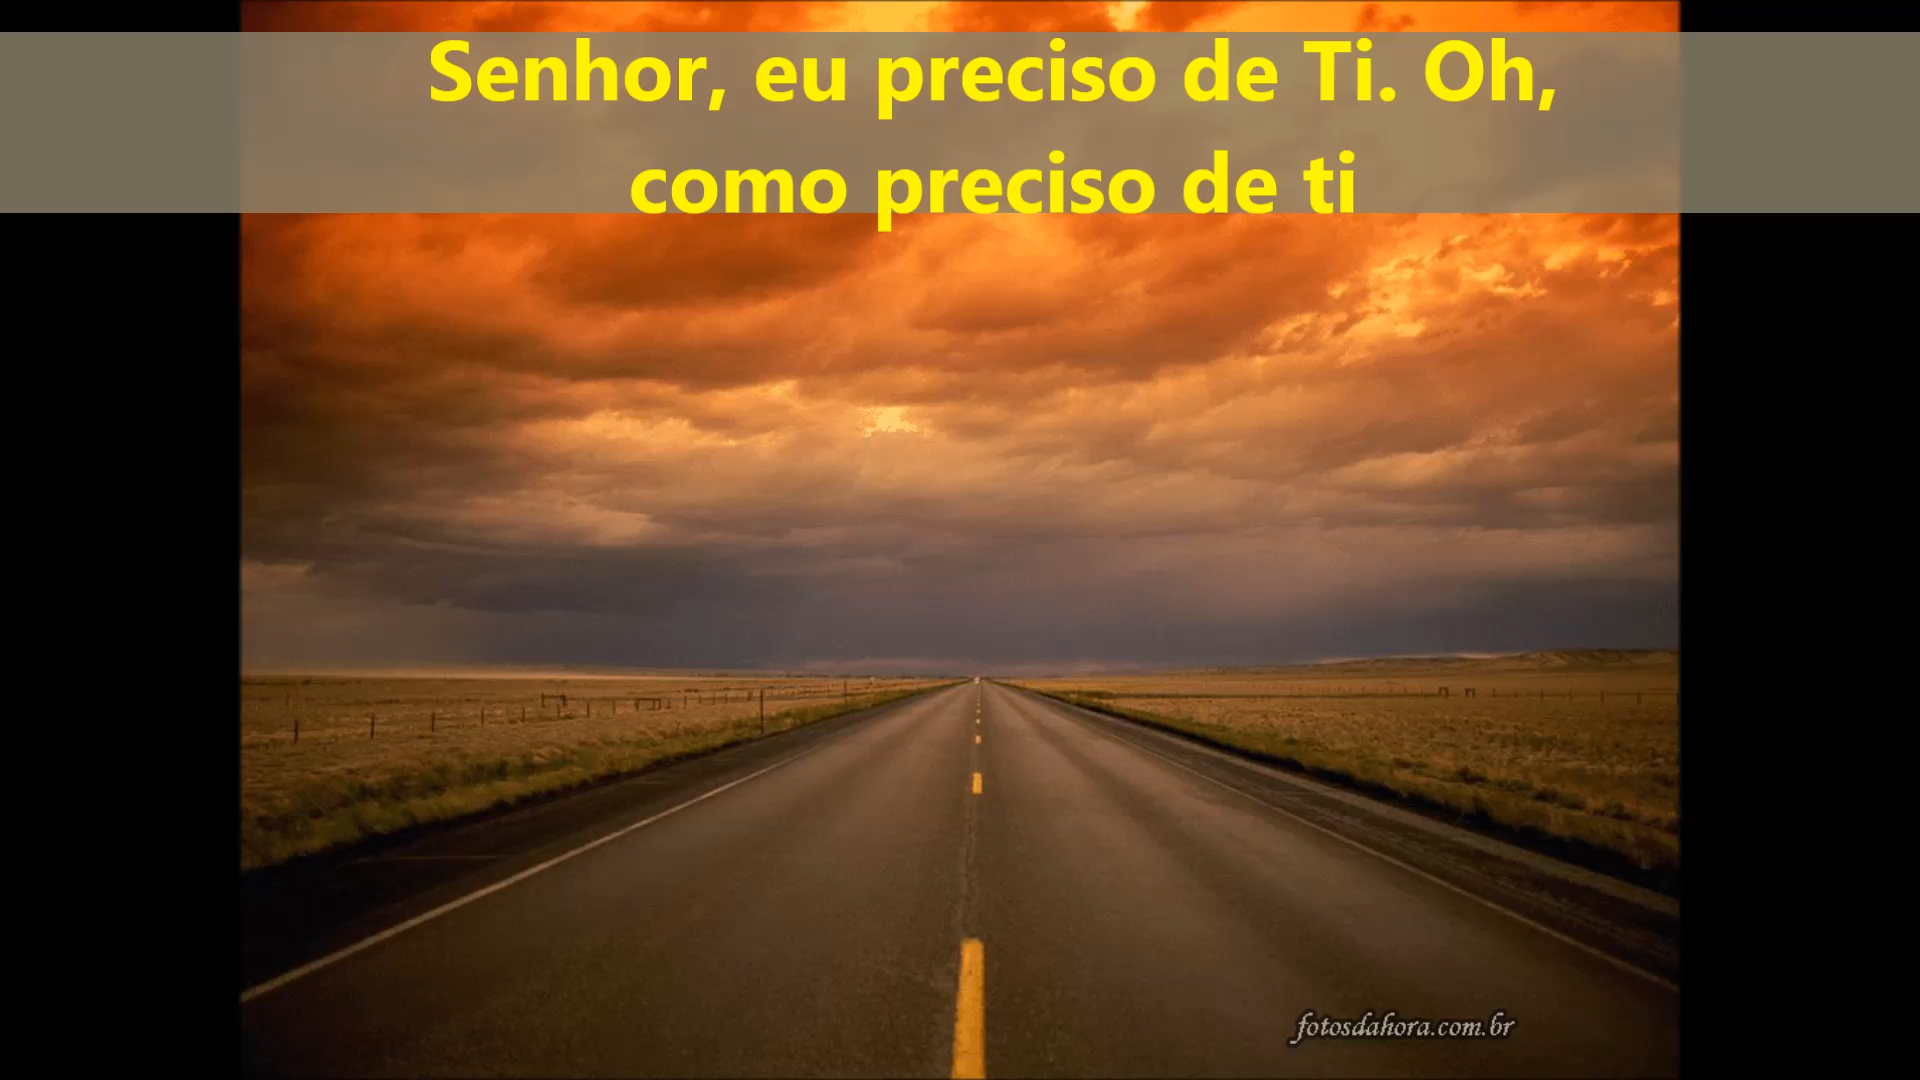 Senhor, eu preciso de Ti. Oh,
como preciso de ti
fotosdahora.com.br